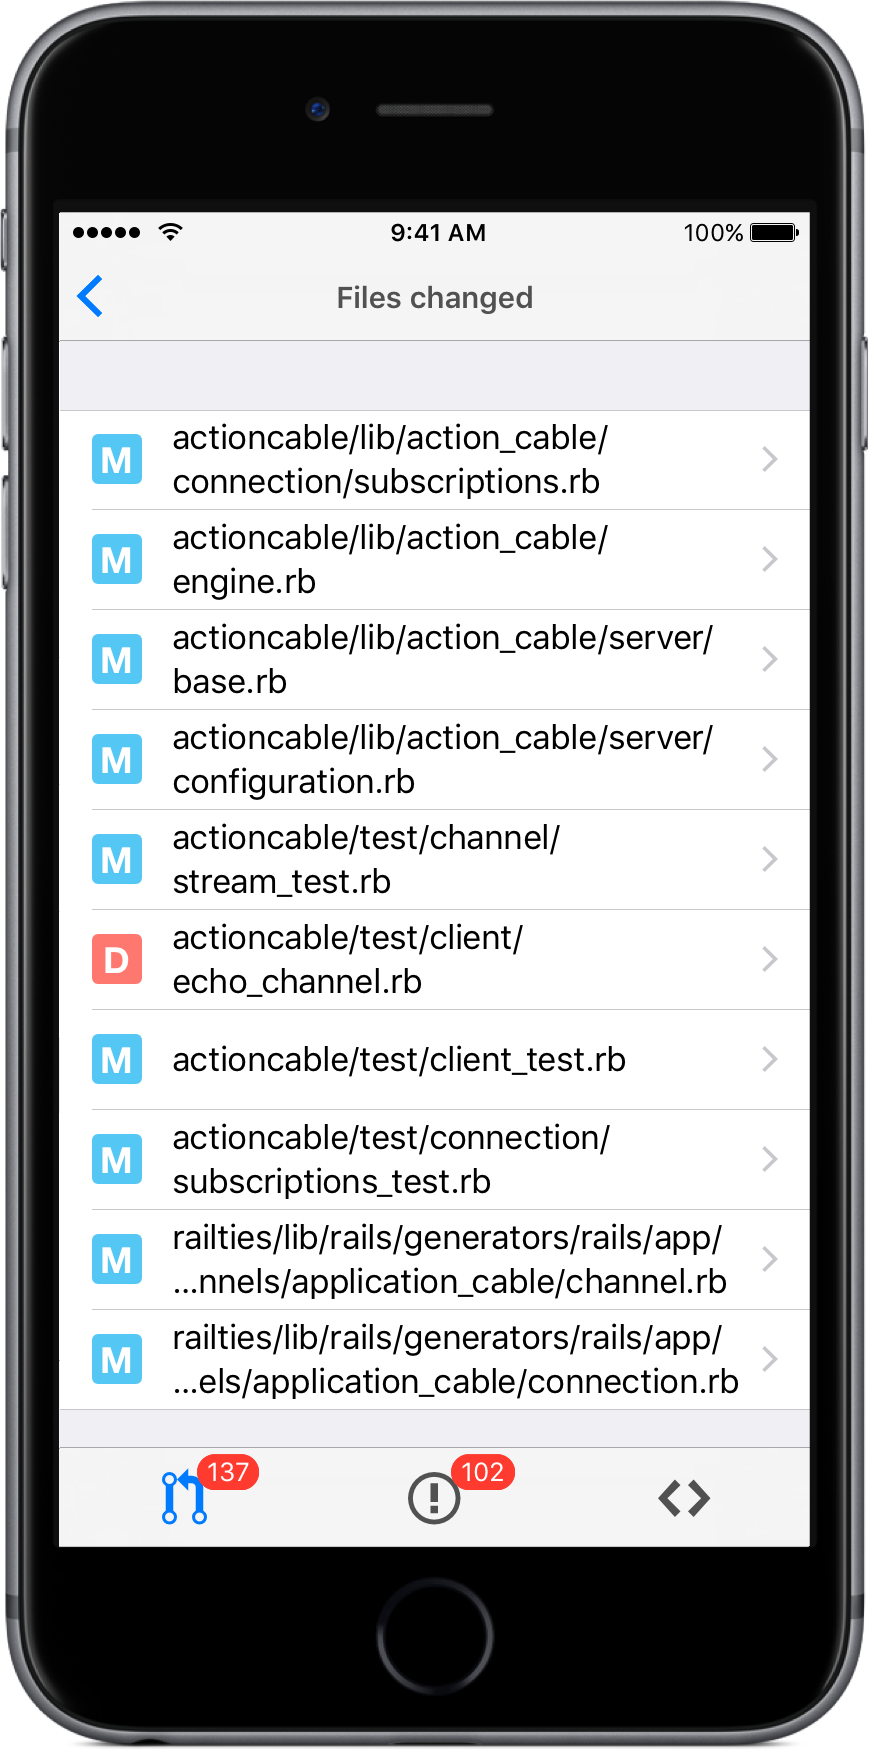 9:41 AM
100%
Files changed
M
actioncable/lib/action_cable/
connection/subscriptions.rb
M
actioncable/lib/action_cable/
engine.rb
M
actioncable/lib/action_cable/server/
base.rb
M
actioncable/lib/action_cable/server/
configuration.rb
M
actioncable/test/channel/
stream_test.rb
D
actioncable/test/client/
echo_channel.rb
M
actioncable/test/client_test.rb
M
actioncable/test/connection/
subscriptions_test.rb
M
railties/lib/rails/generators/rails/app/
...nnels/application_cable/channel.rb
M
railties/lib/rails/generators/rails/app/
...els/application_cable/connection.rb
137
102